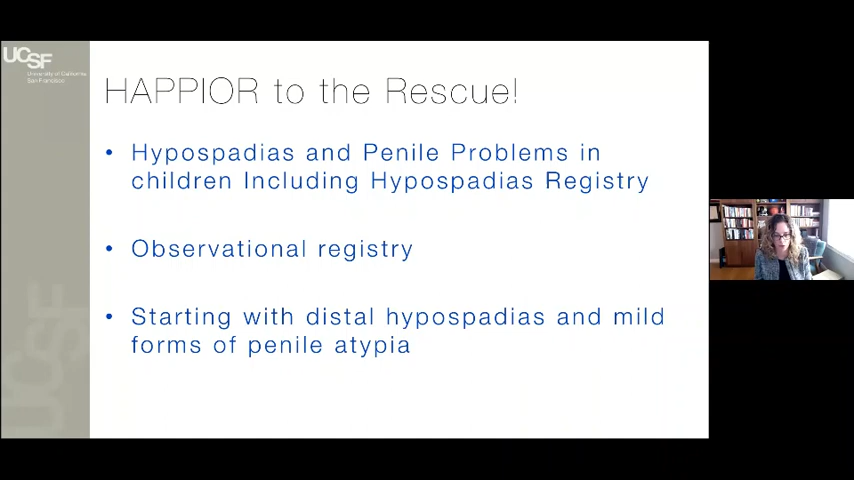 UCSF
University of California
San Francisco
HAPPIOR to the Rescue!
• Hypospadias and Penile Problems in
children Including Hypospadias Registry
• Observational registry
• Starting with distal hypospadias and mild
forms of penile atypia
UCSF